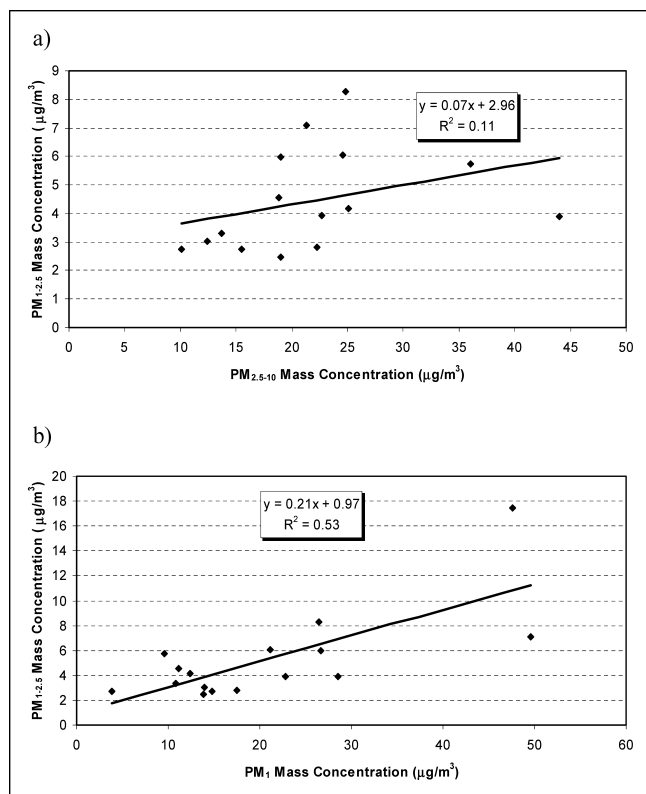 a)
9
8
7
6
5
4
3
2
1
0
PM1-2.5 Mass Concentration (μg/m³)
y = 0.07x + 2.96
R² = 0.11
0 5 10 15 20 25 30 35 40 45 50
PM2.5-10 Mass Concentration (μg/m³)
b)
20
18
16
14
12
10
8
6
4
2
0
PM1-2.5 Mass Concentration (μg/m³)
y = 0.21x + 0.97
R² = 0.53
0 10 20 30 40 50 60
PM1 Mass Concentration (μg/m³)